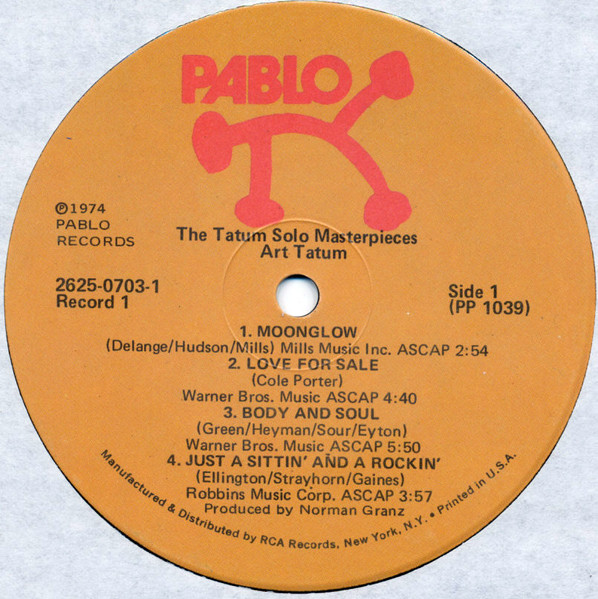 PABLO
℗ 1974
PABLO
RECORDS
The Tatum Solo Masterpieces
Art Tatum
2625-0703-1
Record 1
Side 1
(PP 1039)
1. MOONGLOW
(Delange/Hudson/Mills) Mills Music Inc. ASCAP 2:54
2. LOVE FOR SALE
(Cole Porter)
Warner Bros. Music ASCAP 4:40
3. BODY AND SOUL
(Green/Heyman/Sour/Eyton)
Warner Bros. Music ASCAP 5:50
4. JUST A SITTIN' AND A ROCKIN'
(Ellington/Strayhorn/Gaines)
Robbins Music Corp. ASCAP 3:57
Produced by Norman Granz
Manufactured & Distributed by RCA Records, New York, N.Y. • Printed in U.S.A.